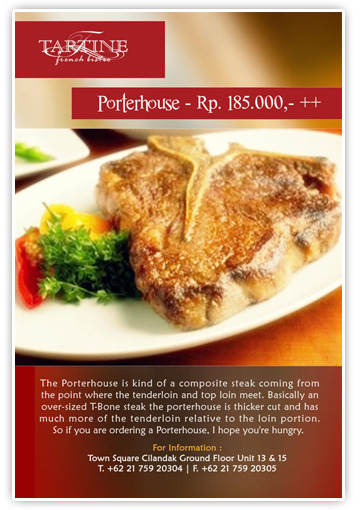 TARTINE
french bistro
Porterhouse - Rp. 185.000,- ++
The Porterhouse is kind of a composite steak coming from
the point where the tenderloin and top loin meet. Basically an
over-sized T-Bone steak the porterhouse is thicker cut and has
much more of the tenderloin relative to the loin portion.
So if you are ordering a Porterhouse, I hope you're hungry.
For Information :
Town Square Cilandak Ground Floor Unit 13 & 15
T. +62 21 759 20304 | F. +62 21 759 20305